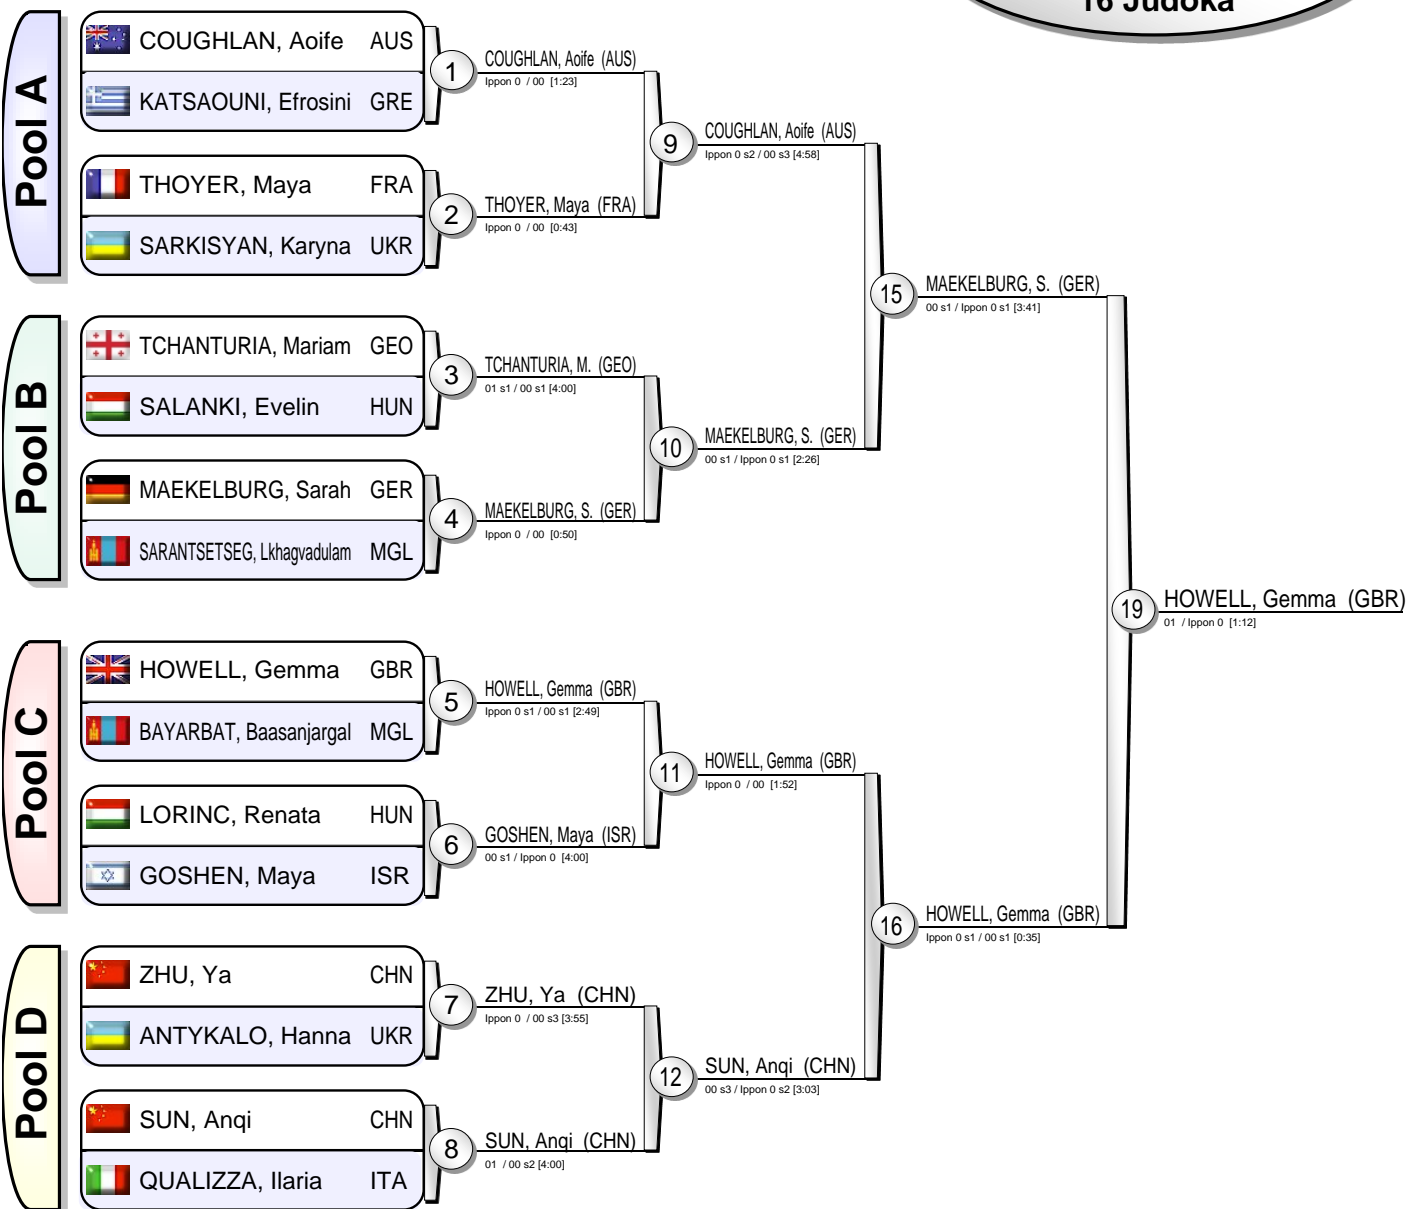 16 Judoka
Pool A
COUGHLAN, Aoife AUS
KATSAOUNI, Efrosini GRE
1
COUGHLAN, Aoife (AUS)
Ippon 0 / 00 [1:23]
THOYER, Maya FRA
SARKISYAN, Karyna UKR
2
THOYER, Maya (FRA)
Ippon 0 / 00 [0:43]
9
COUGHLAN, Aoife (AUS)
Ippon 0 s2 / 00 s3 [4:58]
Pool B
TCHANTURIA, Mariam GEO
SALANKI, Evelin HUN
3
TCHANTURIA, M. (GEO)
01 s1 / 00 s1 [4:00]
MAEKELBURG, Sarah GER
SARANTSETSEG, Lkhagvadulam MGL
4
MAEKELBURG, S. (GER)
Ippon 0 / 00 [0:50]
10
MAEKELBURG, S. (GER)
00 s1 / Ippon 0 s1 [2:26]
15
MAEKELBURG, S. (GER)
00 s1 / Ippon 0 s1 [3:41]
Pool C
HOWELL, Gemma GBR
BAYARBAT, Baasanjargal MGL
5
HOWELL, Gemma (GBR)
Ippon 0 s1 / 00 s1 [2:49]
LORINC, Renata HUN
GOSHEN, Maya ISR
6
GOSHEN, Maya (ISR)
00 s1 / Ippon 0 [4:00]
11
HOWELL, Gemma (GBR)
Ippon 0 / 00 [1:52]
Pool D
ZHU, Ya CHN
ANTYKALO, Hanna UKR
7
ZHU, Ya (CHN)
Ippon 0 / 00 s3 [3:55]
SUN, Anqi CHN
QUALIZZA, Ilaria ITA
8
SUN, Anqi (CHN)
01 / 00 s2 [4:00]
12
SUN, Anqi (CHN)
00 s3 / Ippon 0 s2 [3:03]
16
HOWELL, Gemma (GBR)
Ippon 0 s1 / 00 s1 [0:35]
19
HOWELL, Gemma (GBR)
01 / Ippon 0 [1:12]